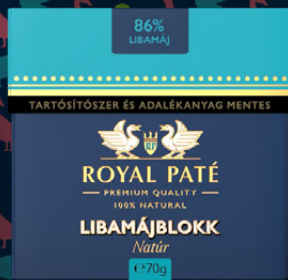 86%
LIBAMÁJ
TARTÓSÍTÓSZER ÉS ADALÉKANYAG MENTES
RP
ROYAL PATÉ
PREMIUM QUALITY
100% NATURAL
LIBAMÁJBLOKK
Natúr
℮70g